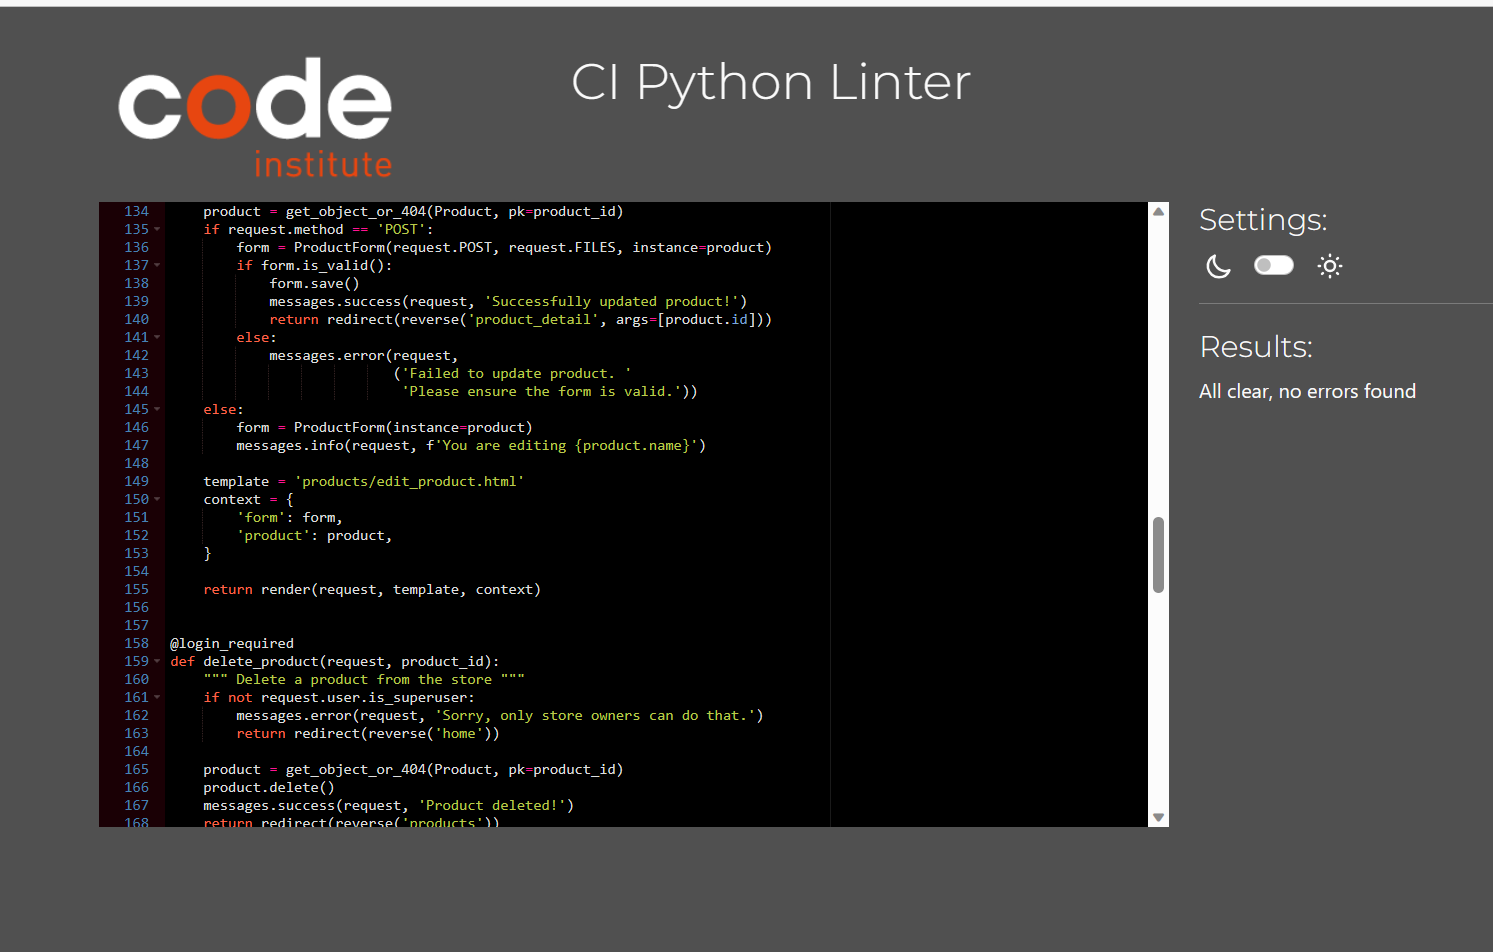 code
institute
CI Python Linter
134     product = get_object_or_404(Product, pk=product_id)
135     if request.method == 'POST':
136         form = ProductForm(request.POST, request.FILES, instance=product)
137         if form.is_valid():
138             form.save()
139             messages.success(request, 'Successfully updated product!')
140             return redirect(reverse('product_detail', args=[product.id]))
141         else:
142             messages.error(request,
143                            ('Failed to update product. '
144                             'Please ensure the form is valid.'))
145     else:
146         form = ProductForm(instance=product)
147         messages.info(request, f'You are editing {product.name}')
148
149     template = 'products/edit_product.html'
150     context = {
151         'form': form,
152         'product': product,
153     }
154
155     return render(request, template, context)
156
157
158 @login_required
159 def delete_product(request, product_id):
160     """ Delete a product from the store """
161     if not request.user.is_superuser:
162         messages.error(request, 'Sorry, only store owners can do that.')
163         return redirect(reverse('home'))
164
165     product = get_object_or_404(Product, pk=product_id)
166     product.delete()
167     messages.success(request, 'Product deleted!')
168     return redirect(reverse('products'))
Settings:
Results:
All clear, no errors found